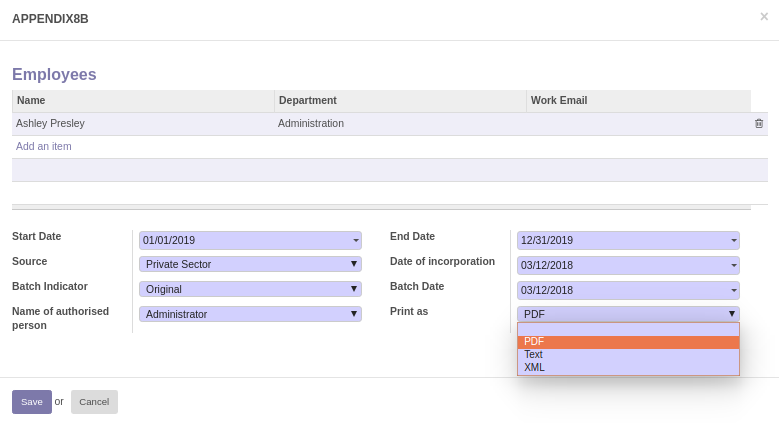 APPENDIX8B ×
Employees
Name Department Work Email
Ashley Presley Administration
Add an item
Start Date 01/01/2019 End Date 12/31/2019
Source Private Sector Date of incorporation 03/12/2018
Batch Indicator Original Batch Date 03/12/2018
Name of authorised person Administrator Print as PDF
PDF
Text
XML
Save or Cancel